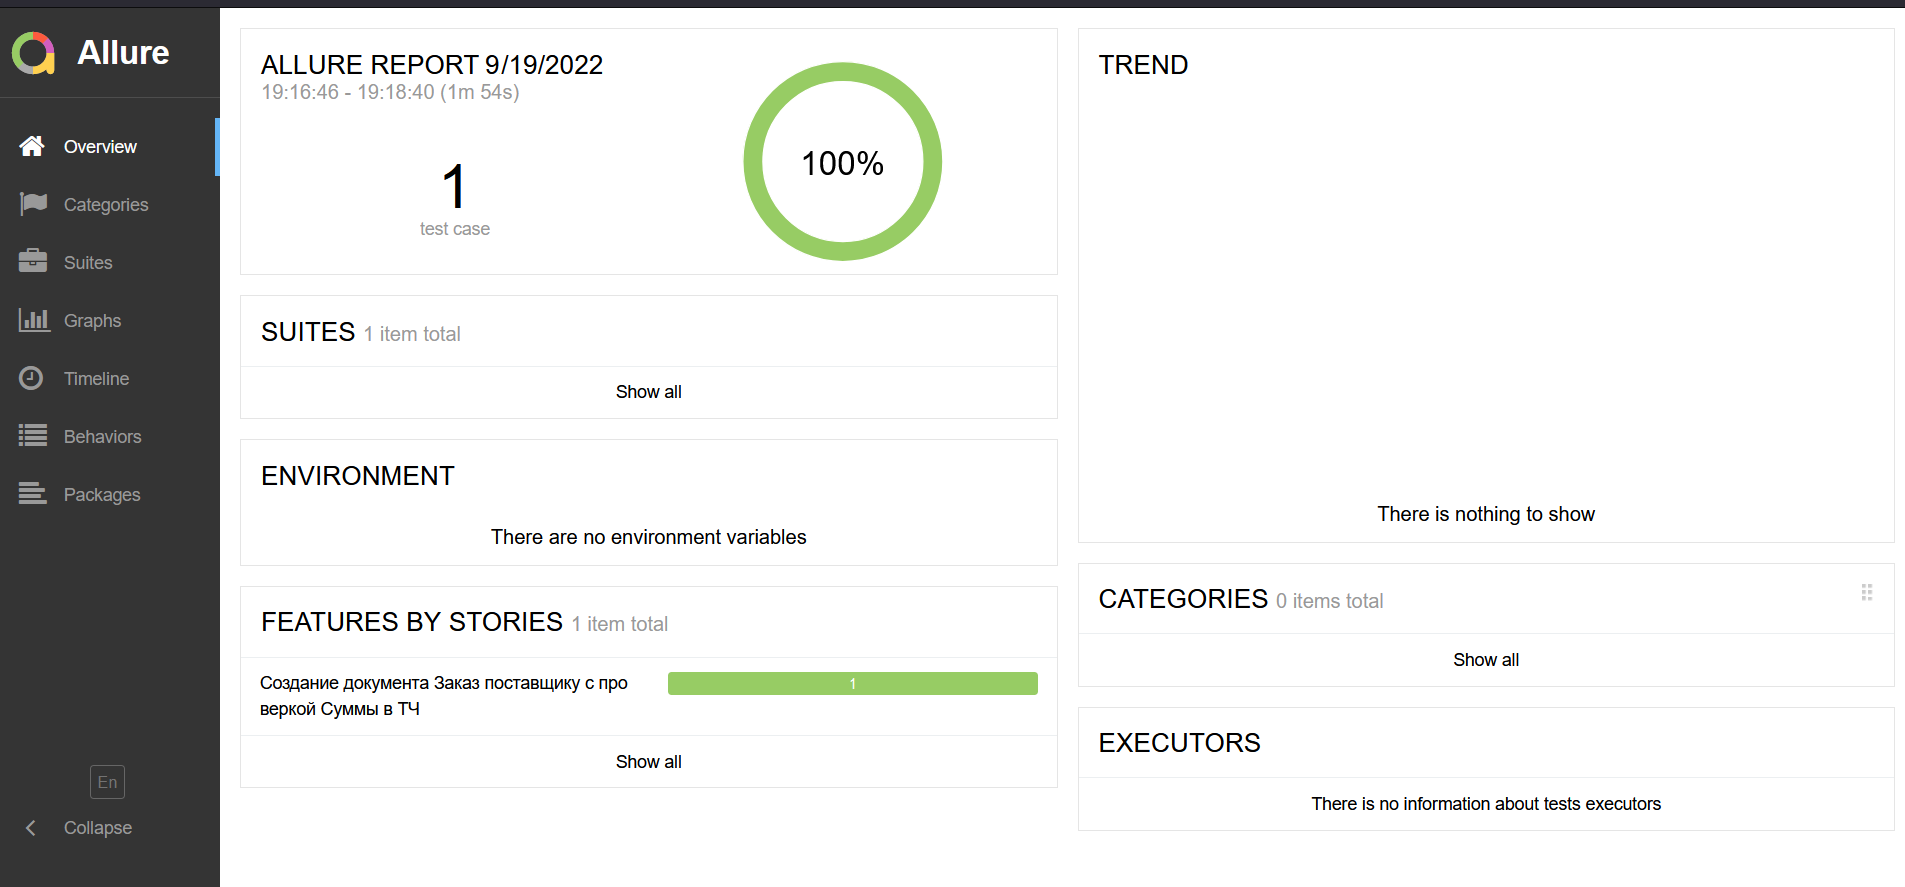 Allure
Overview
Categories
Suites
Graphs
Timeline
Behaviors
Packages
En
Collapse
ALLURE REPORT 9/19/2022
19:16:46 - 19:18:40 (1m 54s)
1
test case
100%
SUITES 1 item total
Show all
ENVIRONMENT
There are no environment variables
FEATURES BY STORIES 1 item total
Создание документа Заказ поставщику с про
веркой Суммы в ТЧ
1
Show all
TREND
There is nothing to show
CATEGORIES 0 items total
Show all
EXECUTORS
There is no information about tests executors